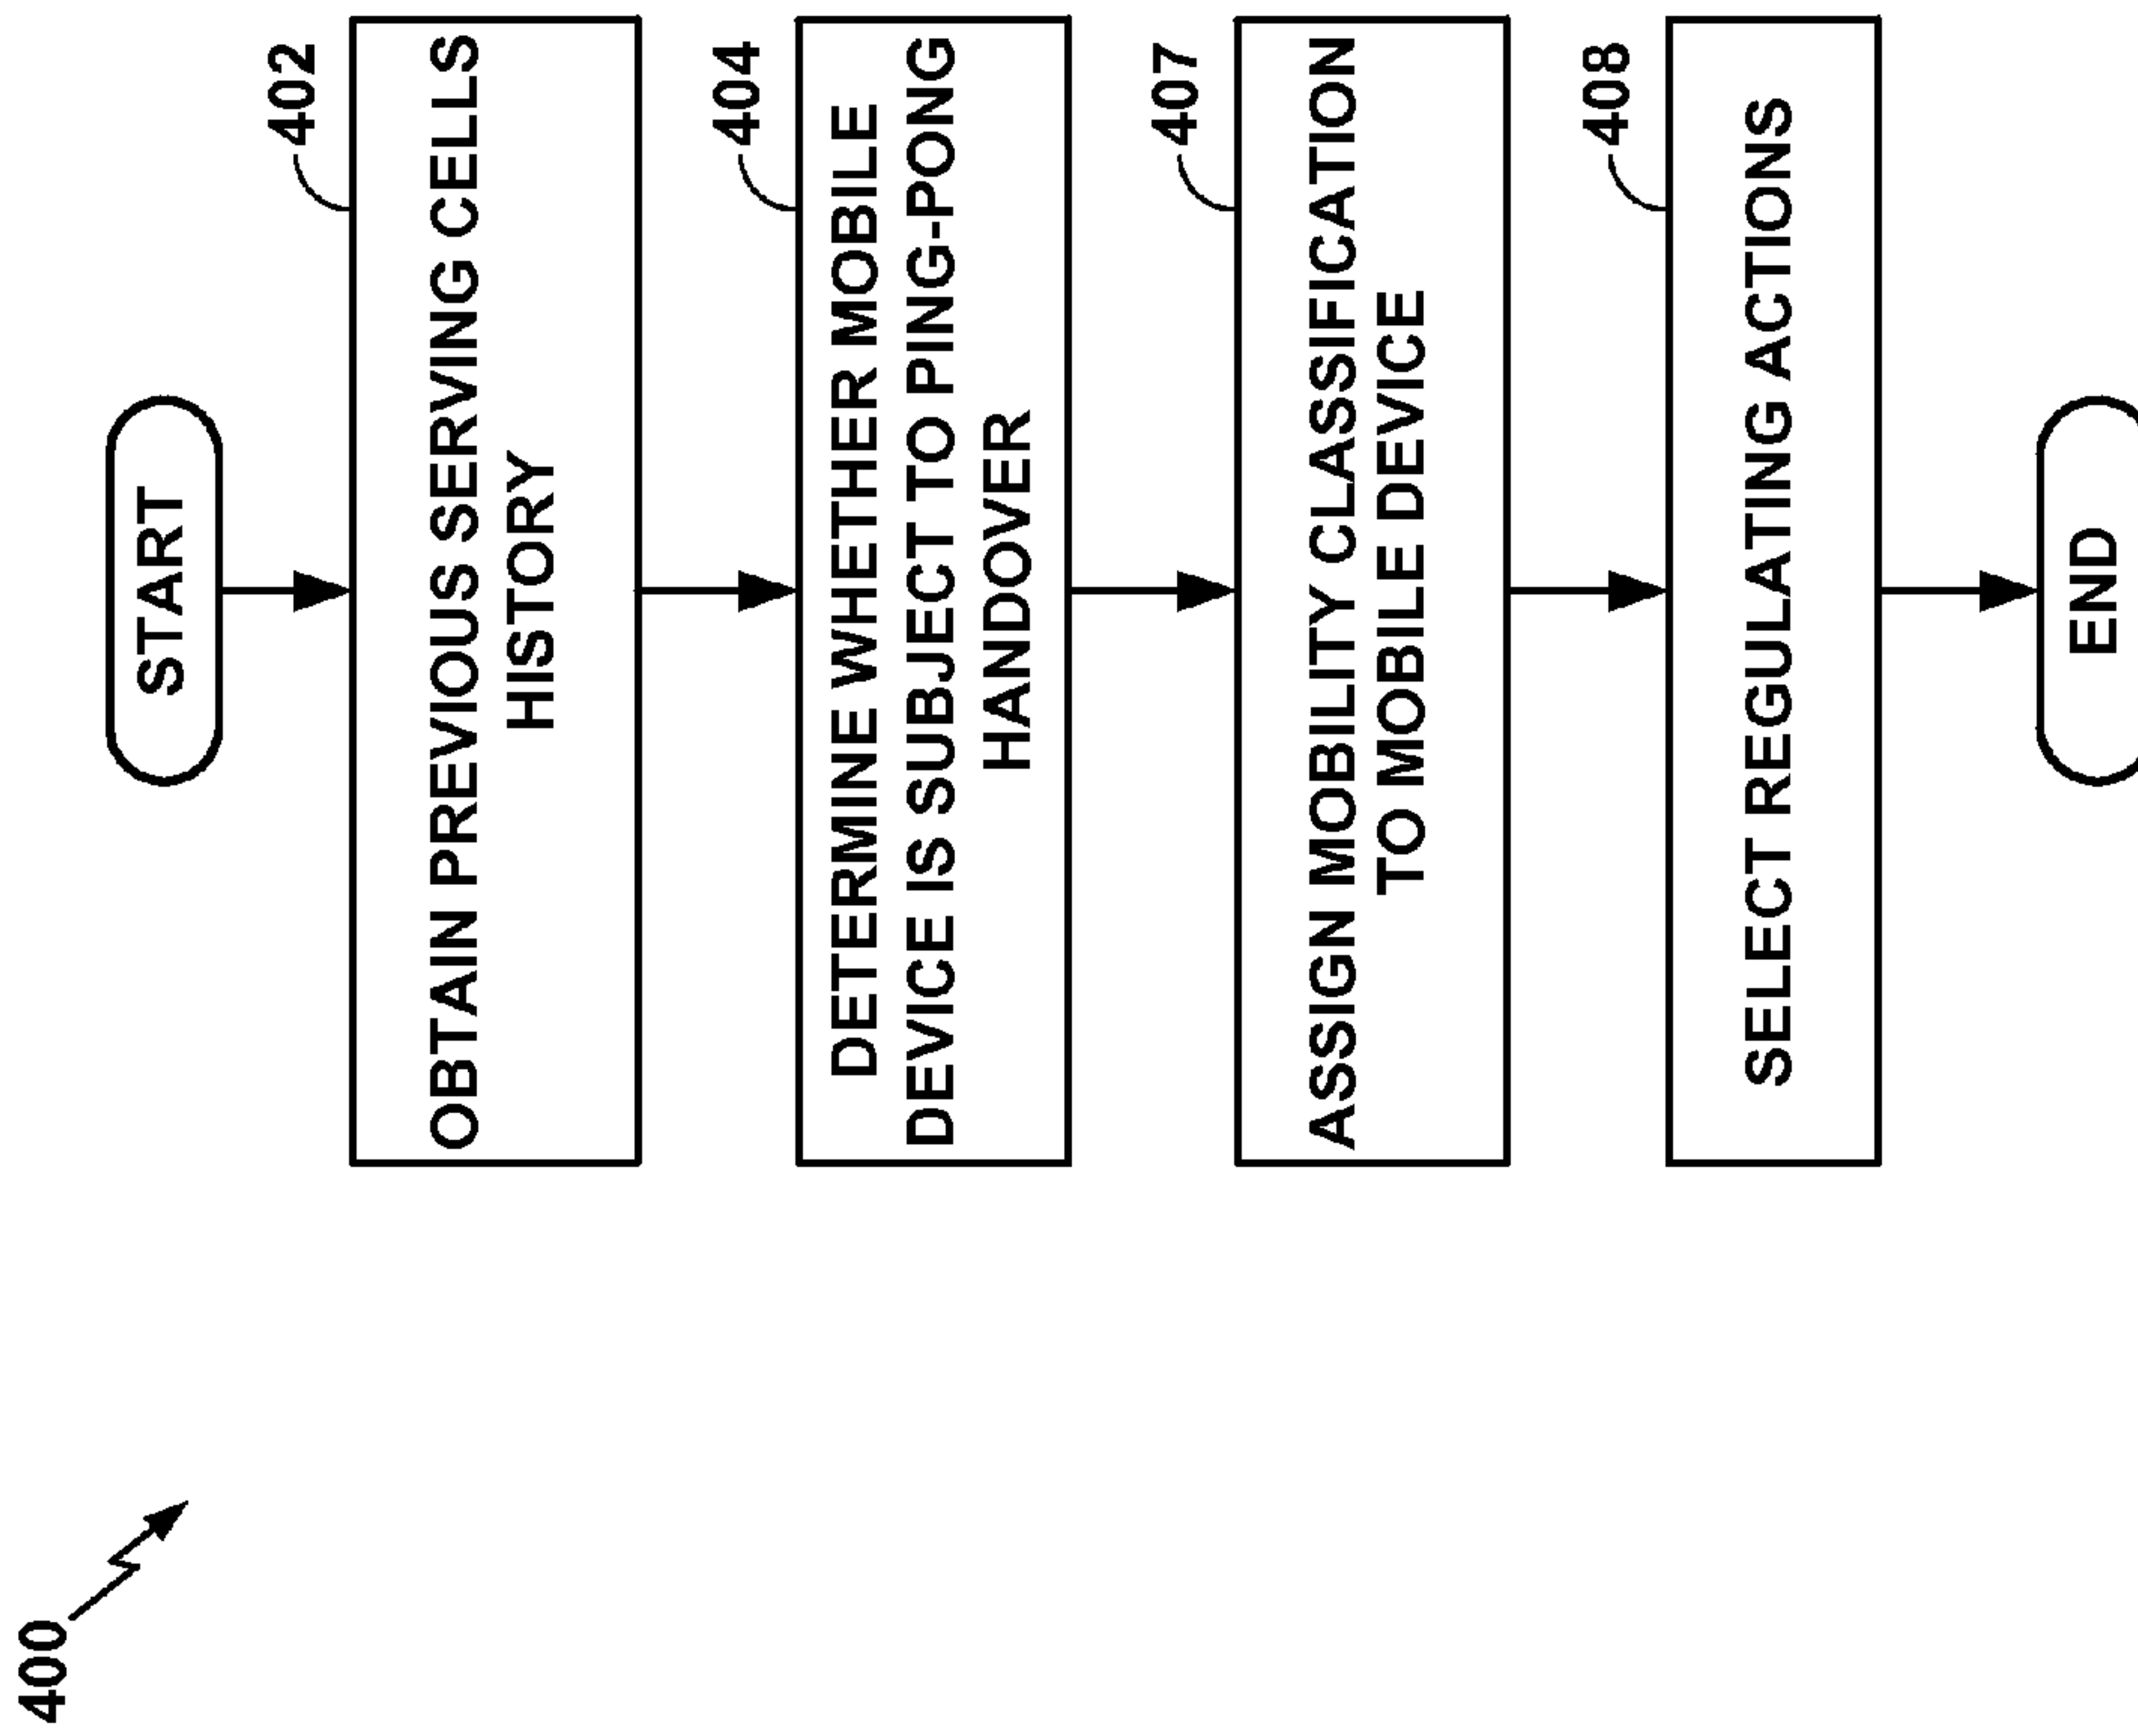 400
START
402
OBTAIN PREVIOUS SERVING CELLS
HISTORY
404
DETERMINE WHETHER MOBILE
DEVICE IS SUBJECT TO PING-PONG
HANDOVER
407
ASSIGN MOBILITY CLASSIFICATION
TO MOBILE DEVICE
408
SELECT REGULATING ACTIONS
END